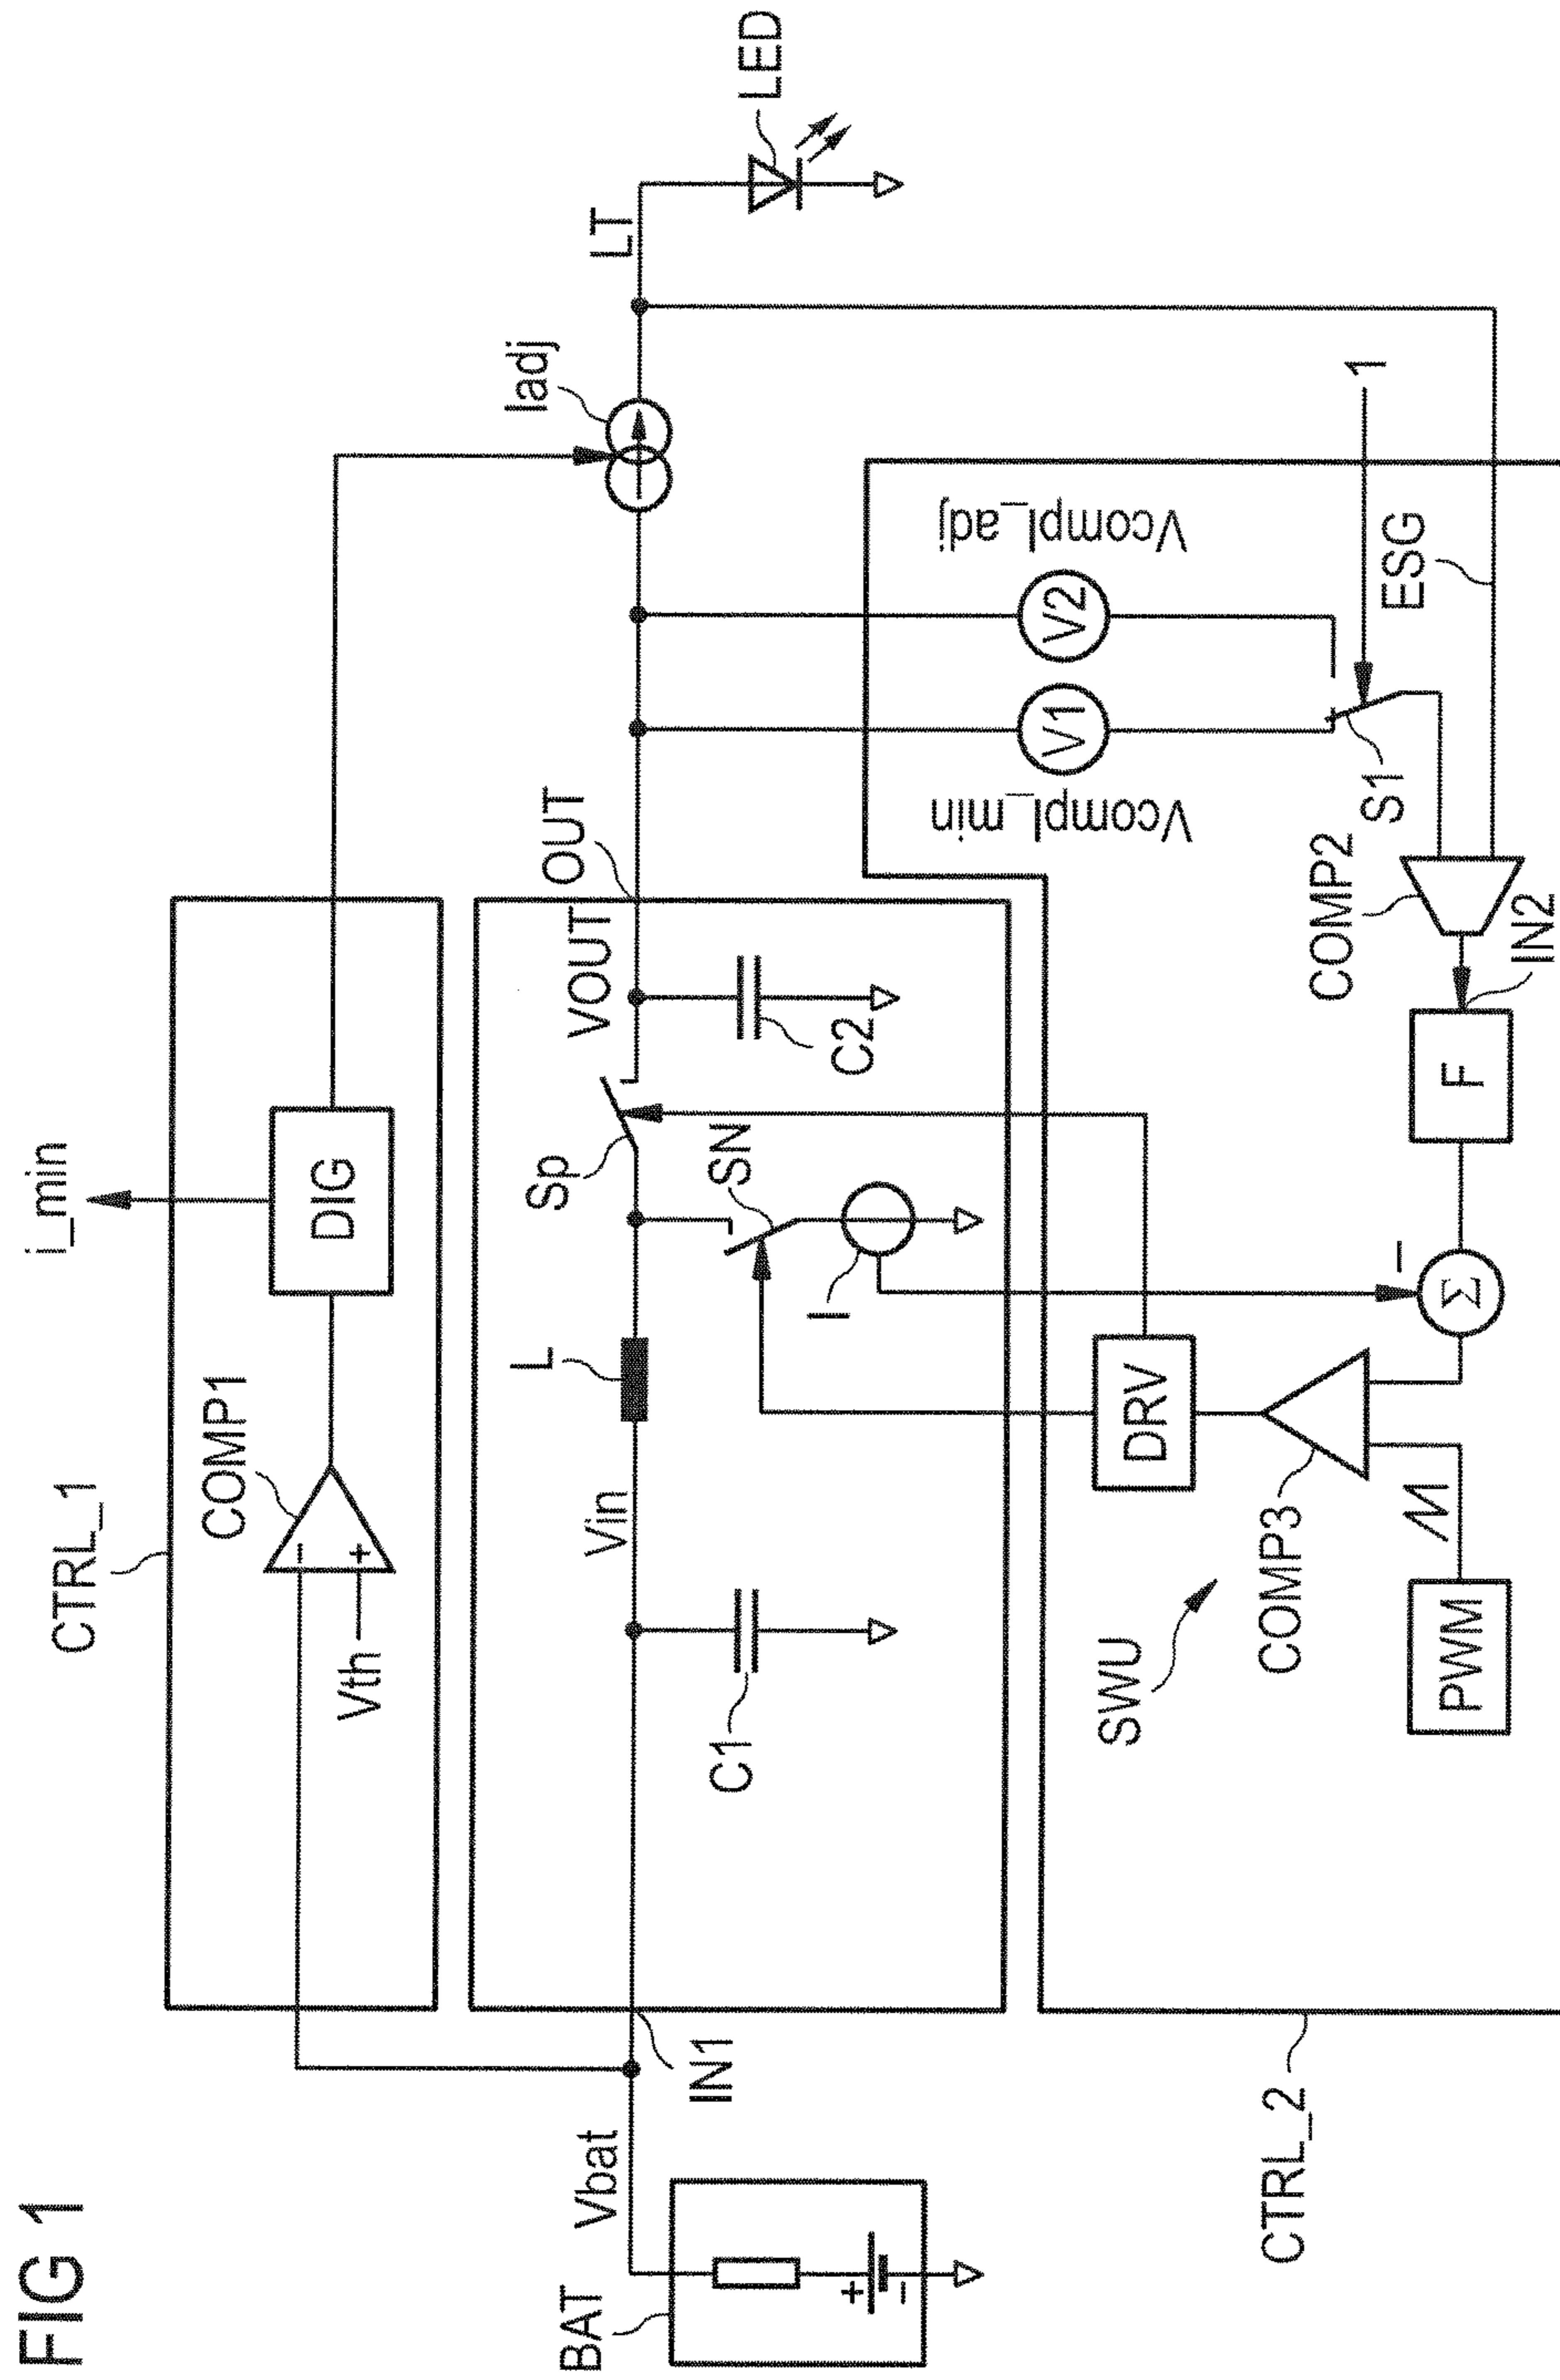 FIG 1
CTRL_1
i_min
COMP1
DIG
-
+
Vth
Iadj
LT
LED
BAT
Vbat
+
-
IN1
Vin
L
Sp
VOUT
OUT
C1
SN
I
C2
Vcompl_min
Vcompl_adj
V1
V2
1
S1
ESG
CTRL_2
SWU
DRV
COMP3
PWM
Σ
-
F
IN2
COMP2